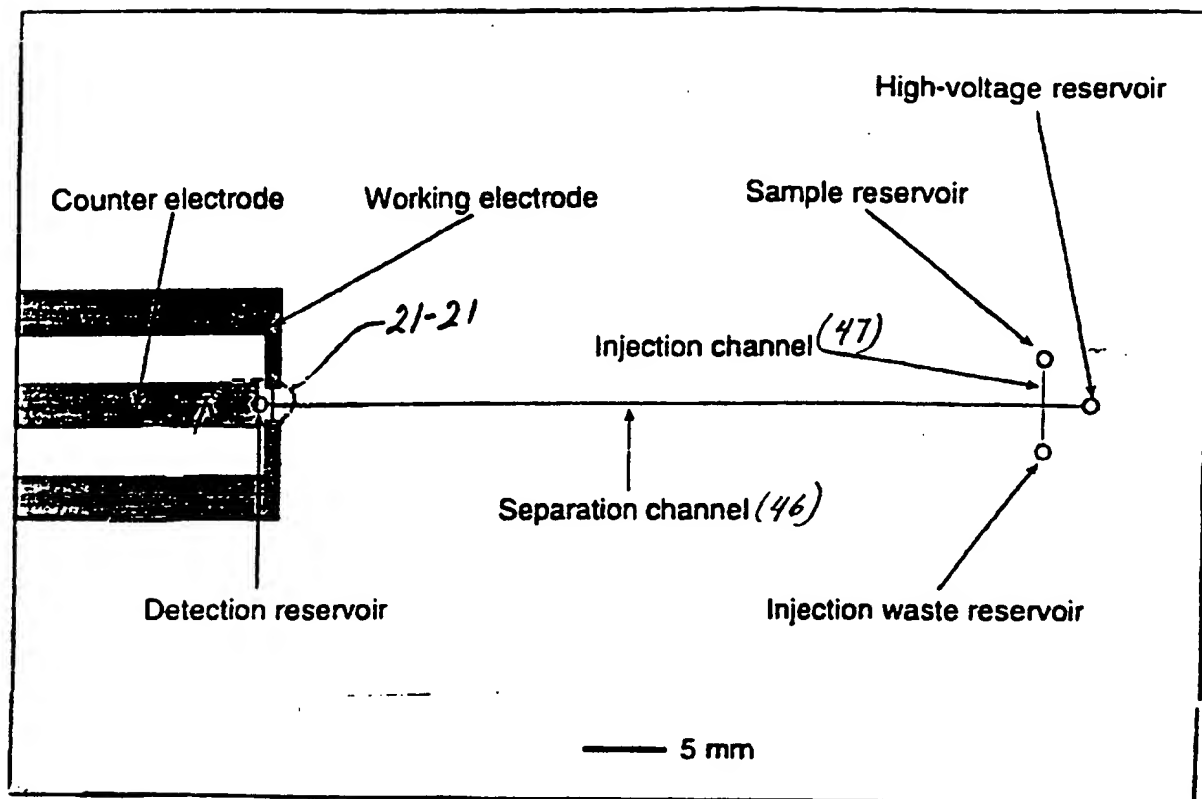 High-voltage reservoir
Counter electrode
Working electrode
Sample reservoir
21-21
Injection channel (47)
Separation channel (46)
Detection reservoir
Injection waste reservoir
5 mm